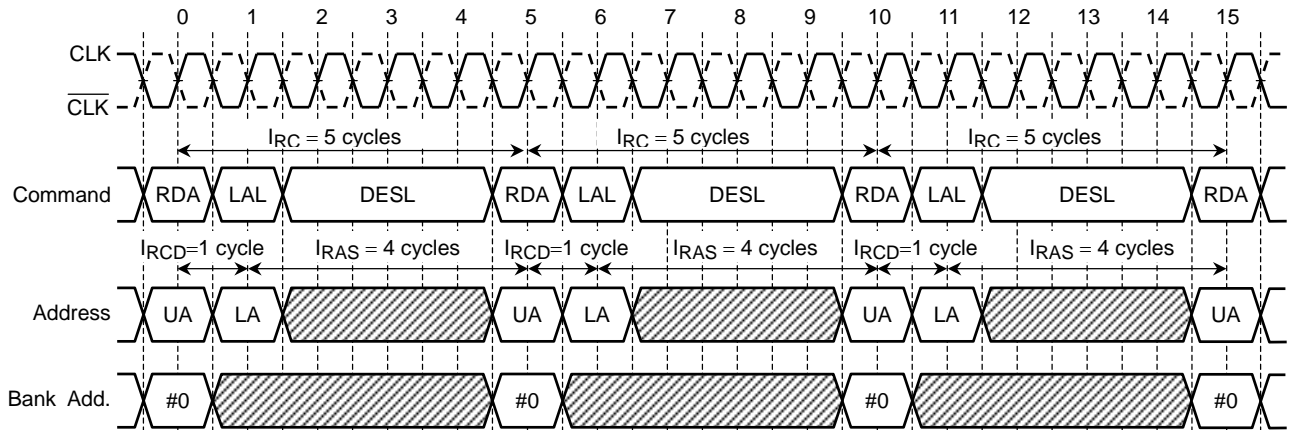 0 1 2 3 4 5 6 7 8 9 10 11 12 13 14 15
CLK
CLK
IRC = 5 cycles IRC = 5 cycles IRC = 5 cycles
Command RDA LAL DESL RDA LAL DESL RDA LAL DESL RDA
IRCD=1 cycle IRAS = 4 cycles IRCD=1 cycle IRAS = 4 cycles IRCD=1 cycle IRAS = 4 cycles
Address UA LA UA LA UA LA UA
Bank Add. #0 #0 #0 #0